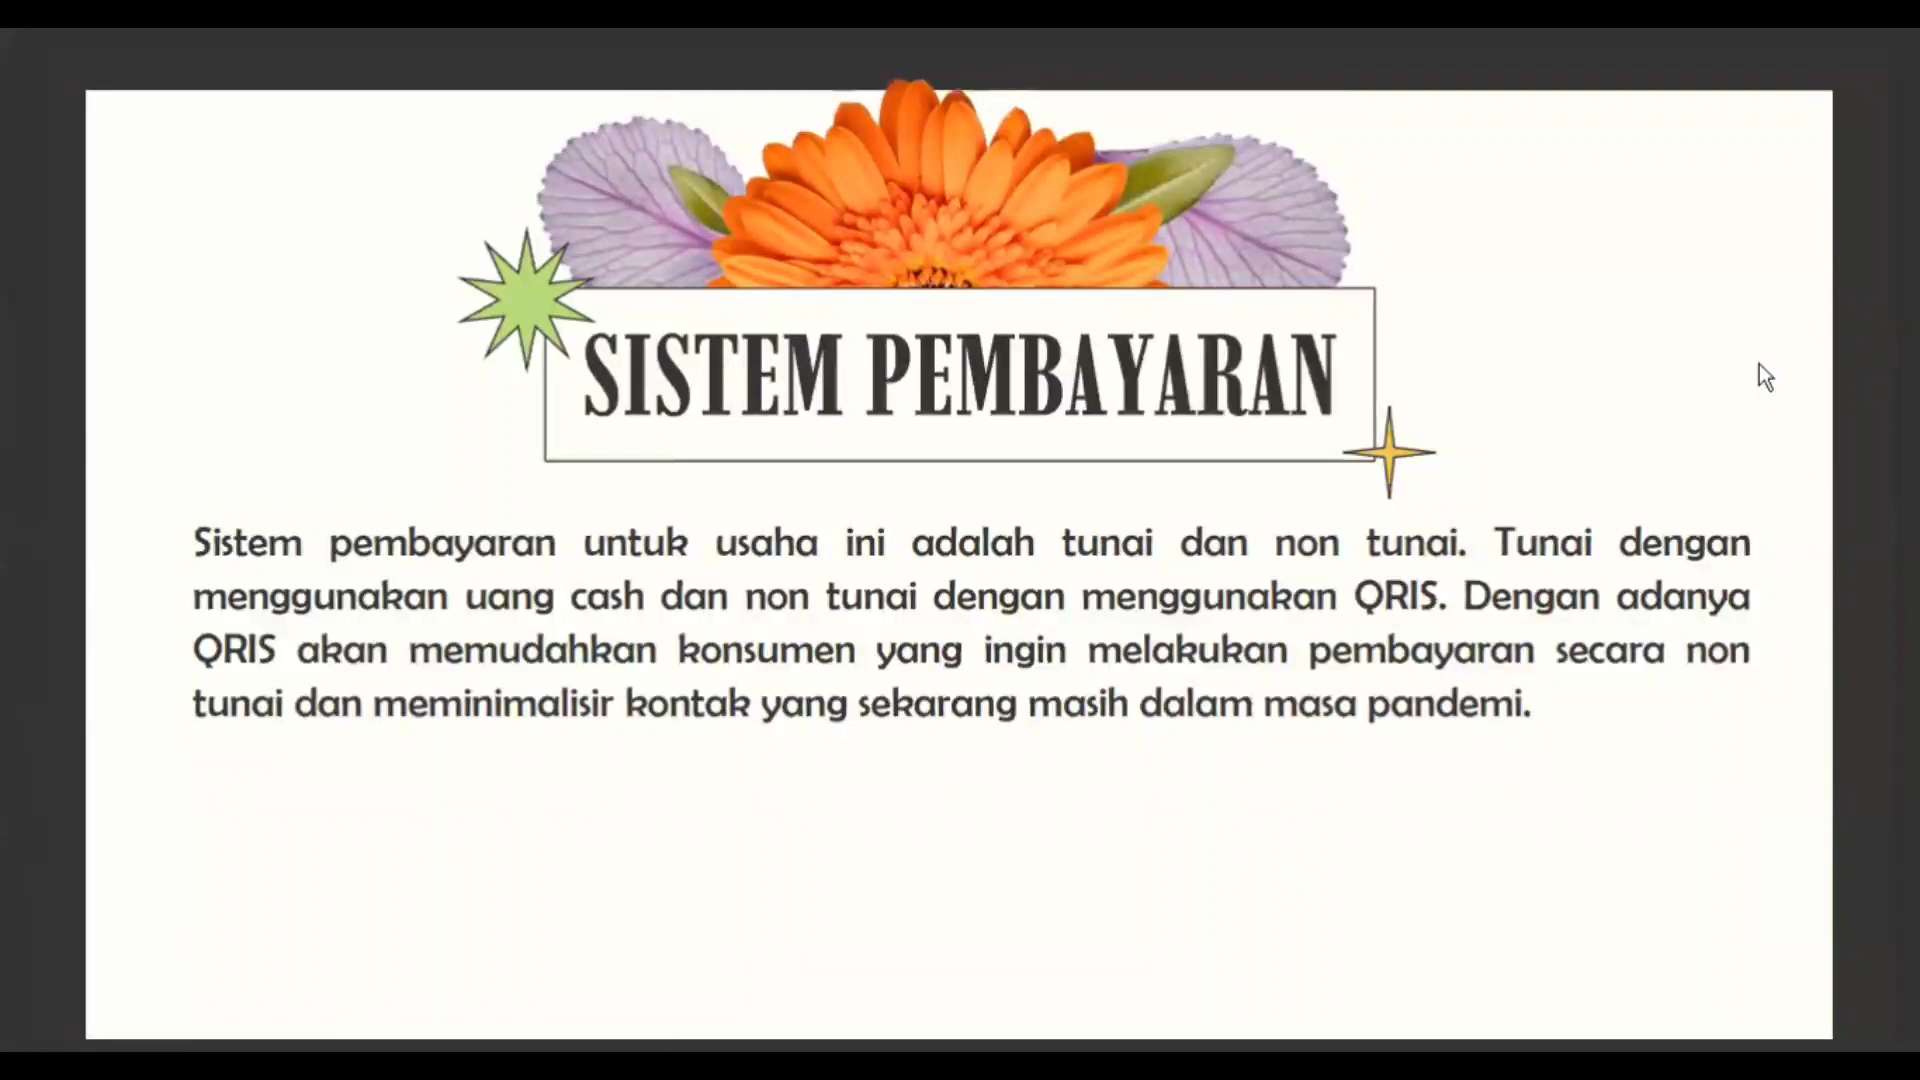 SISTEM PEMBAYARAN
Sistem pembayaran untuk usaha ini adalah tunai dan non tunai. Tunai dengan
menggunakan uang cash dan non tunai dengan menggunakan QRIS. Dengan adanya
QRIS akan memudahkan konsumen yang ingin melakukan pembayaran secara non
tunai dan meminimalisir kontak yang sekarang masih dalam masa pandemi.